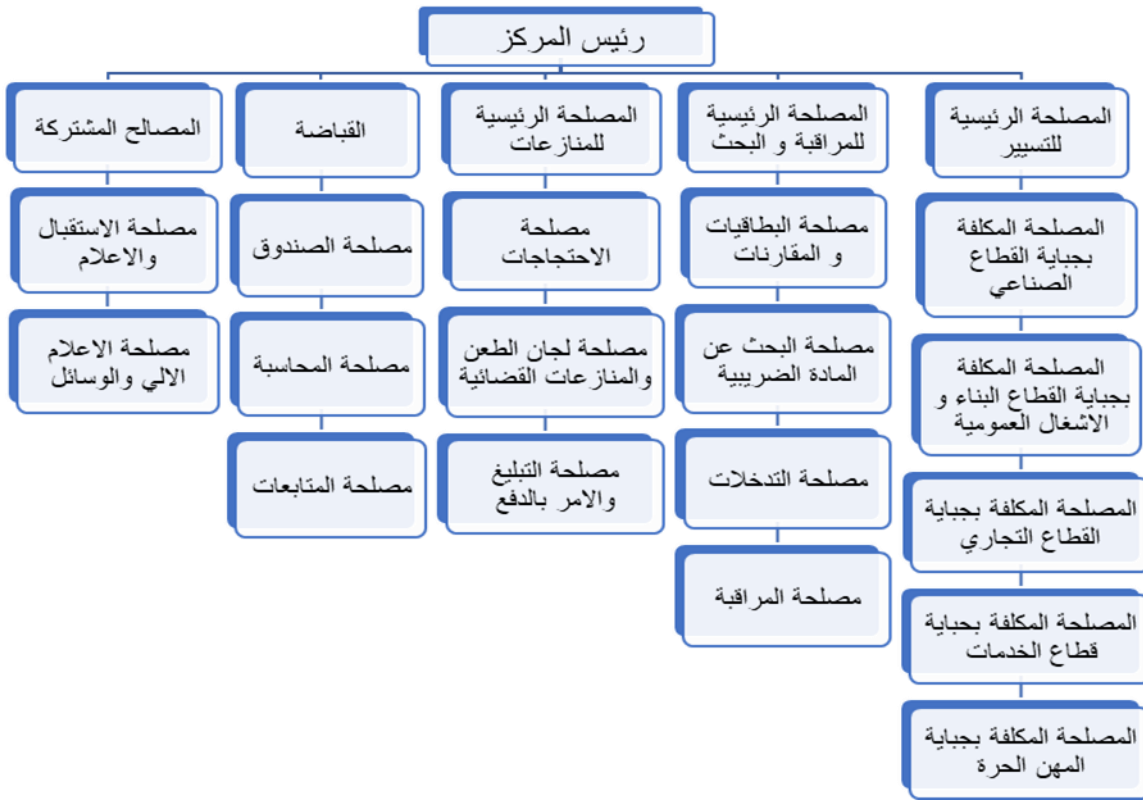 رئيس المركز
المصلحة الرئيسية
للتسيير
المصلحة الرئيسية
للمراقبة و البحث
المصلحة الرئيسية
للمنازعات
القباضة
المصالح المشتركة
المصلحة المكلفة
بجباية القطاع
الصناعي
المصلحة المكلفة
بجباية القطاع البناء و
الاشغال العمومية
المصلحة المكلفة بجباية
القطاع التجاري
المصلحة المكلفة بجباية
قطاع الخدمات
المصلحة المكلفة بجباية
المهن الحرة
مصلحة البطاقيات
و المقارنات
مصلحة البحث عن
المادة الضريبية
مصلحة التدخلات
مصلحة المراقبة
مصلحة
الاحتجاجات
مصلحة لجان الطعن
والمنازعات القضائية
مصلحة التبليغ
والامر بالدفع
مصلحة الصندوق
مصلحة المحاسبة
مصلحة المتابعات
مصلحة الاستقبال
والاعلام
مصلحة الاعلام
الالي والوسائل